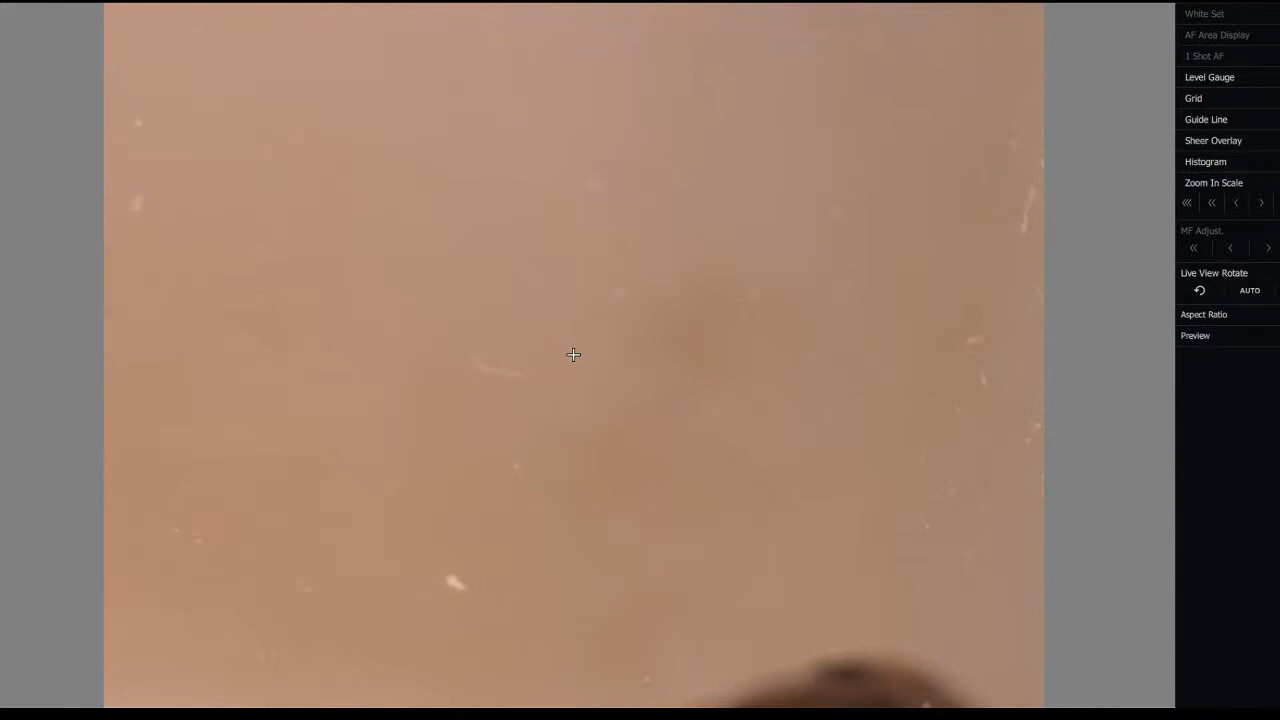 White Set
AF Area Display
1 Shot AF
Level Gauge
Grid
Guide Line
Sheer Overlay
Histogram
Zoom In Scale
MF Adjust.
Live View Rotate
AUTO
Aspect Ratio
Preview